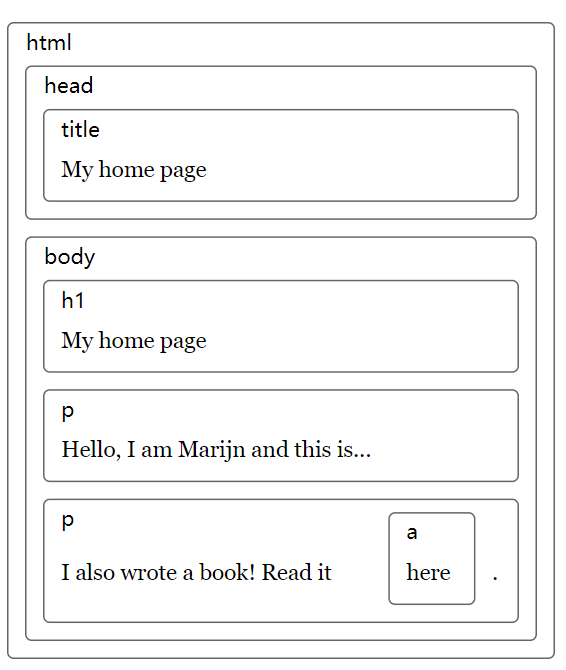 html
head
title
My home page
body
h1
My home page
p
Hello, I am Marijn and this is...
p
a
I also wrote a book! Read it here .